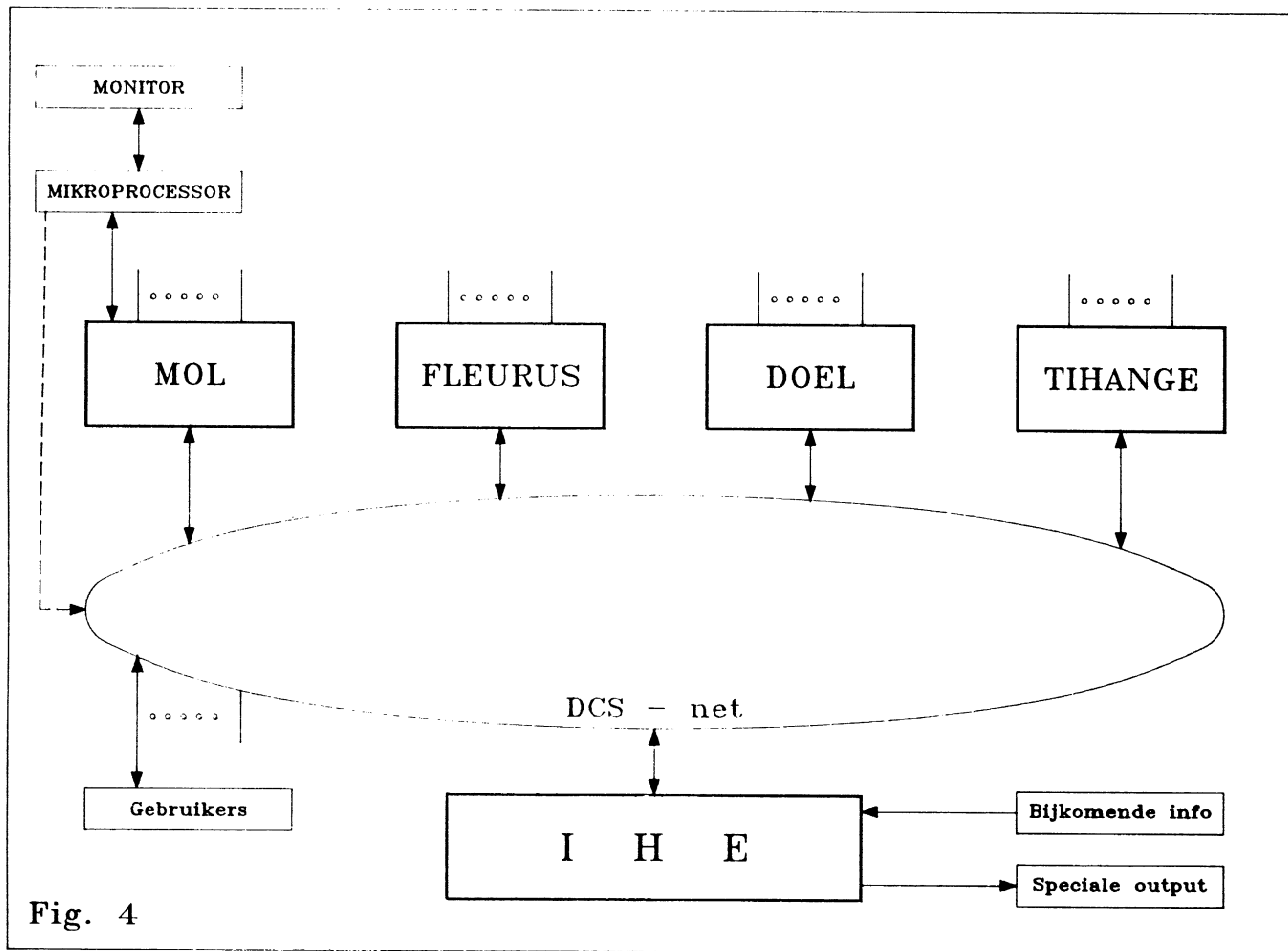 MONITOR
MIKROPROCESSOR
MOL
FLEURUS
DOEL
TIHANGE
DCS - net
Gebruikers
I H E
Bijkomende info
Speciale output
Fig. 4